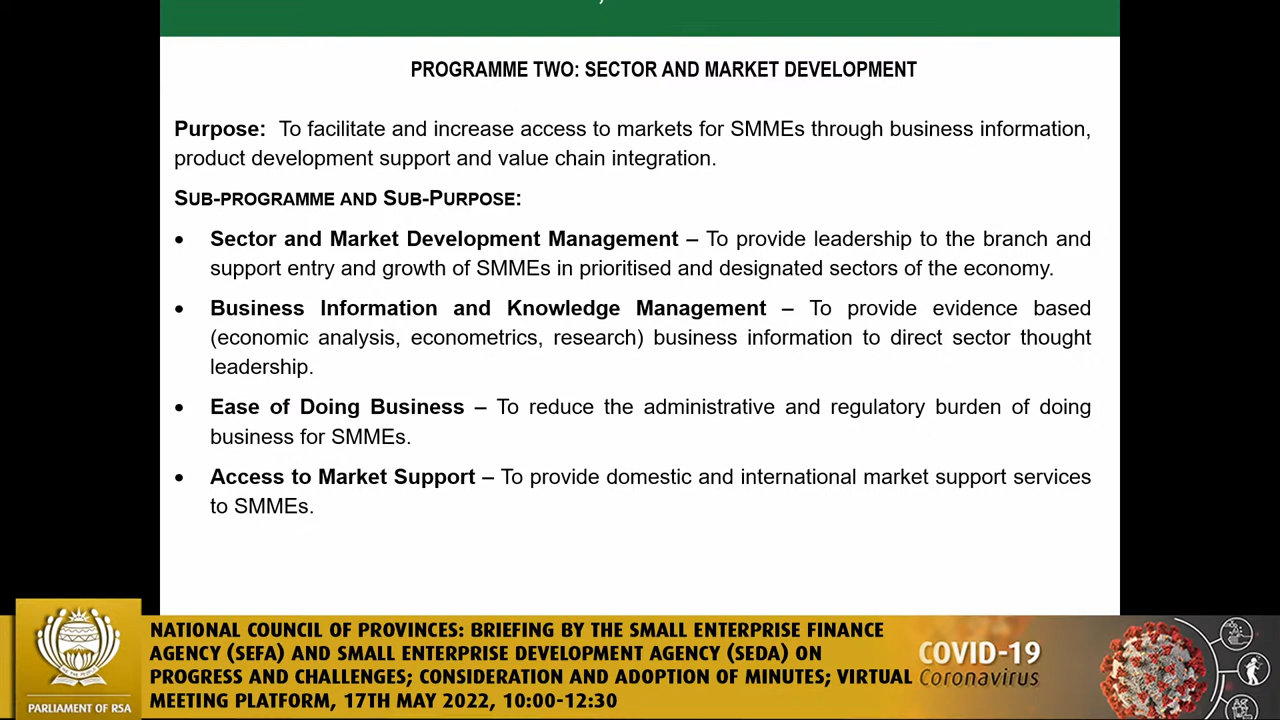 PROGRAMME TWO: SECTOR AND MARKET DEVELOPMENT
Purpose: To facilitate and increase access to markets for SMMEs through business information,
product development support and value chain integration.
SUB-PROGRAMME AND SUB-PURPOSE:
• Sector and Market Development Management – To provide leadership to the branch and
support entry and growth of SMMEs in prioritised and designated sectors of the economy.
• Business Information and Knowledge Management – To provide evidence based
(economic analysis, econometrics, research) business information to direct sector thought
leadership.
• Ease of Doing Business – To reduce the administrative and regulatory burden of doing
business for SMMEs.
• Access to Market Support – To provide domestic and international market support services
to SMMEs.
PARLIAMENT OF RSA
NATIONAL COUNCIL OF PROVINCES: BRIEFING BY THE SMALL ENTERPRISE FINANCE
AGENCY (SEFA) AND SMALL ENTERPRISE DEVELOPMENT AGENCY (SEDA) ON
PROGRESS AND CHALLENGES; CONSIDERATION AND ADOPTION OF MINUTES; VIRTUAL
MEETING PLATFORM, 17TH MAY 2022, 10:00-12:30
COVID-19
Coronavirus